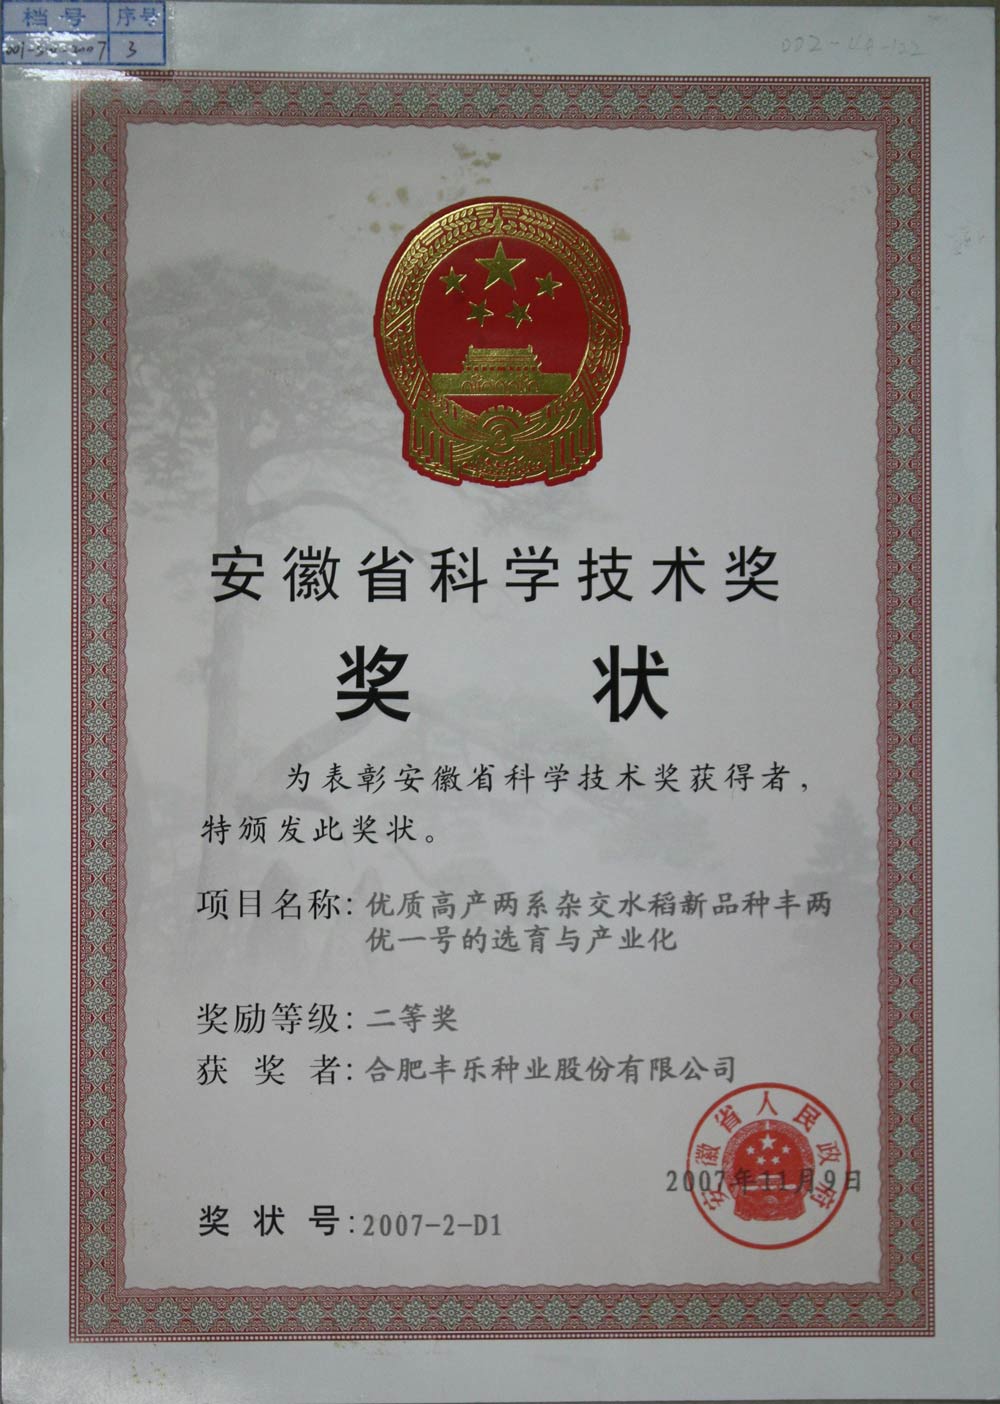 档号 序号
3
安徽省科学技术奖
奖 状
为表彰安徽省科学技术奖获得者，
特颁发此奖状。
项目名称：优质高产两系杂交水稻新品种丰两
优一号的选育与产业化
奖励等级：二等奖
获奖者：合肥丰乐种业股份有限公司
安徽省人民政府
2007年11月9日
奖状号：2007-2-D1